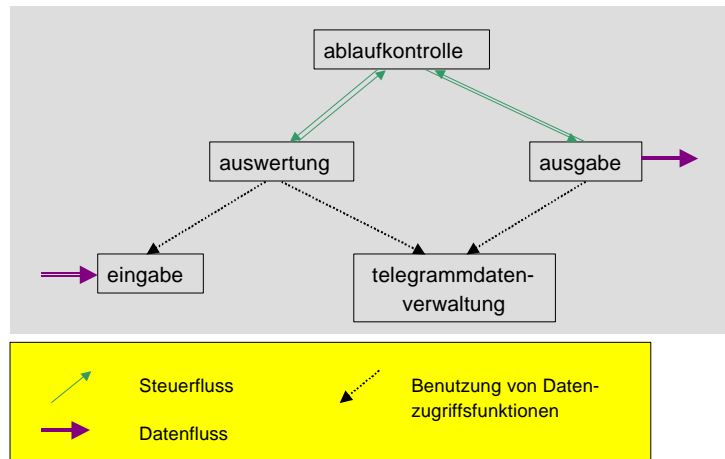 ablaufkontrolle
auswertung
ausgabe
eingabe
telegrammdaten-
verwaltung
Steuerfluss
Benutzung von Daten-
zugriffsfunktionen
Datenfluss